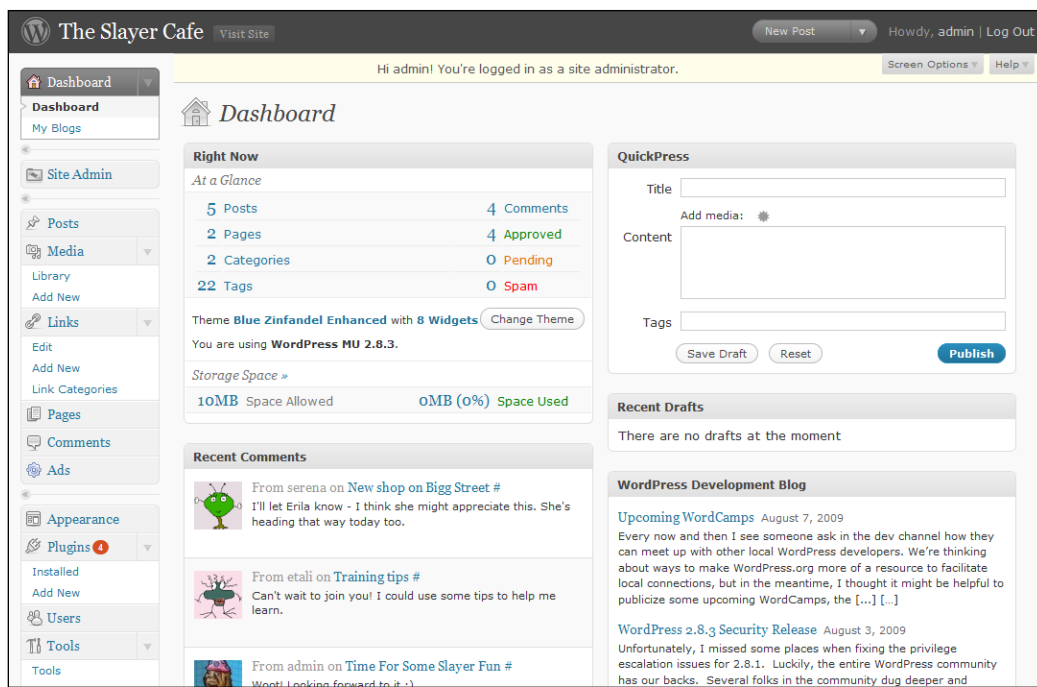 The Slayer Cafe Visit Site New Post Howdy, admin | Log Out
Hi admin! You're logged in as a site administrator. Screen Options Help
Dashboard
Dashboard
My Blogs
Site Admin
Posts
Media
Library
Add New
Links
Edit
Add New
Link Categories
Pages
Comments
Ads
Appearance
Plugins 4
Installed
Add New
Users
Tools
Tools
Dashboard
Right Now
At a Glance
5 Posts 4 Comments
2 Pages 4 Approved
2 Categories 0 Pending
22 Tags 0 Spam
Theme Blue Zinfandel Enhanced with 8 Widgets Change Theme
You are using WordPress MU 2.8.3.
Storage Space »
10MB Space Allowed 0MB (0%) Space Used
Recent Comments
From serena on New shop on Bigg Street #
I'll let Erila know - I think she might appreciate this. She's
heading that way today too.
From etali on Training tips #
Can't wait to join you! I could use some tips to help me
learn.
From admin on Time For Some Slayer Fun #
Woot! Looking forward to it :)
QuickPress
Title
Add media:
Content
Tags
Save Draft Reset Publish
Recent Drafts
There are no drafts at the moment
WordPress Development Blog
Upcoming WordCamps August 7, 2009
Every now and then I see someone ask in the dev channel how they
can meet up with other local WordPress developers. We're thinking
about ways to make WordPress.org more of a resource to facilitate
local connections, but in the meantime, I thought it might be helpful to
publicize some upcoming WordCamps, the [...] […]
WordPress 2.8.3 Security Release August 3, 2009
Unfortunately, I missed some places when fixing the privilege
escalation issues for 2.8.1. Luckily, the entire WordPress community
has our backs. Several folks in the community dug deeper and